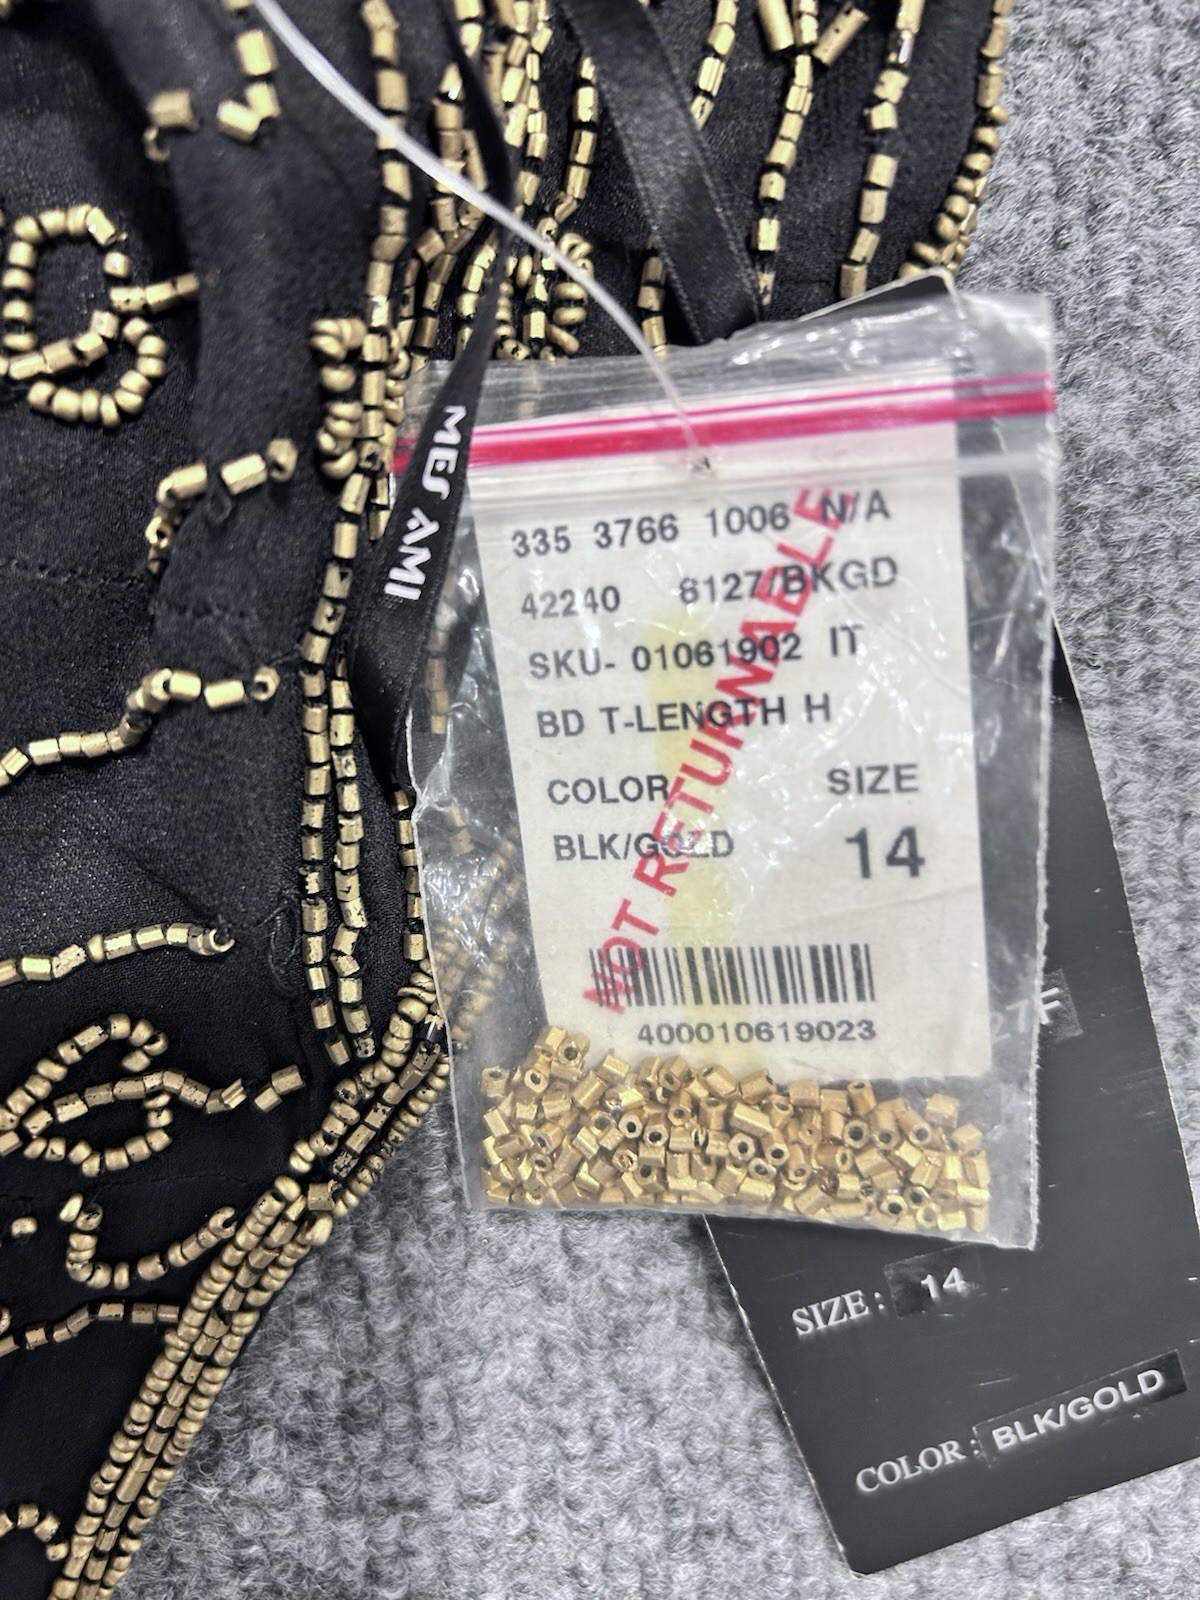 MES AMI
335 3766 1006 N/A
42240 8127/BKGD
SKU- 01061902 IT
BD T-LENGTH H
COLOR SIZE
BLK/GOLD 14
NOT RETURNABLE
400010619023
27F
SIZE: 14
COLOR: BLK/GOLD